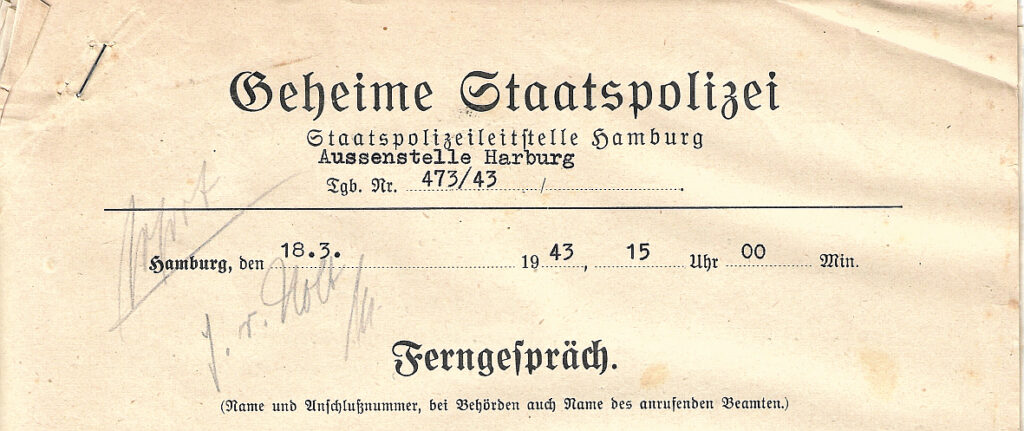 Geheime Staatspolizei
Staatspolizeileitstelle Hamburg
Aussenstelle Harburg
Tgb. Nr. 473/43 /
Hamburg, den 18.3. 1943, 15 Uhr 00 Min.
Ferngespräch.
(Name und Anschlußnummer, bei Behörden auch Name des anrufenden Beamten.)